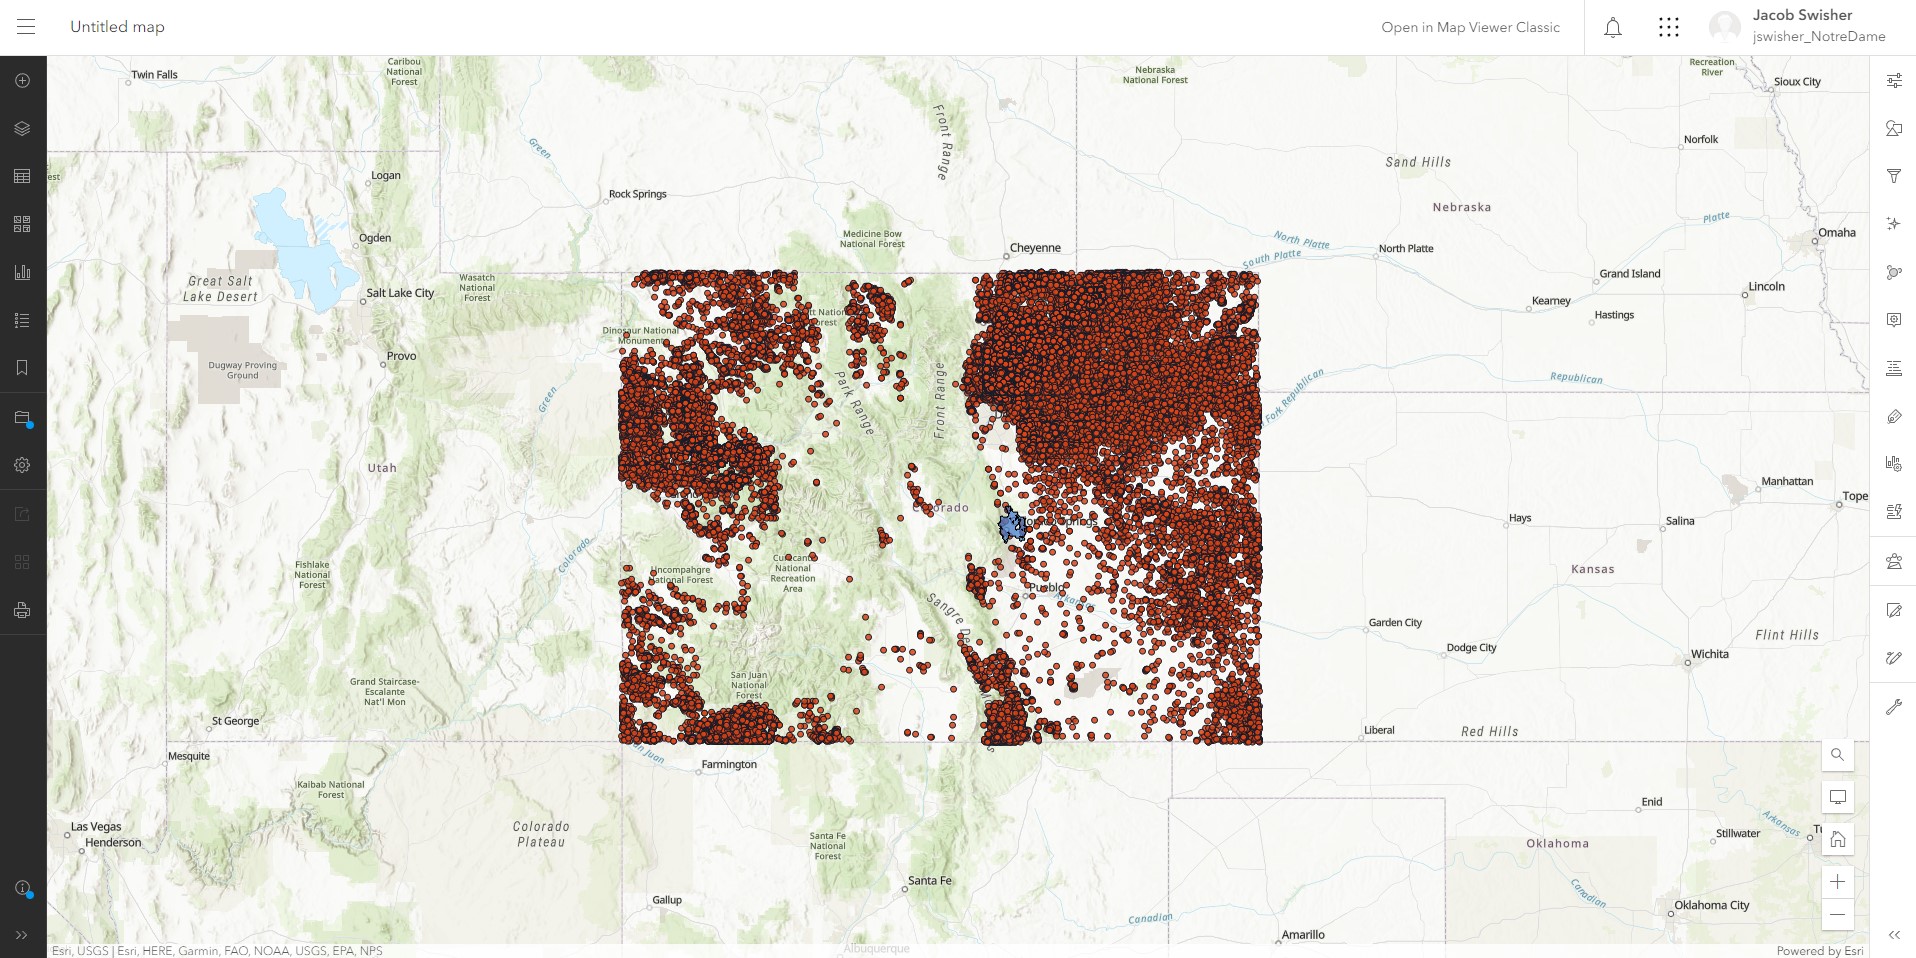 Untitled map
Open in Map Viewer Classic
Jacob Swisher
jswisher_NotreDame
Twin Falls
Caribou
National
Forest
Nebraska
National Forest
Recreation
River
Sioux City
Front Range
Norfolk
Green
Logan
est
Rock Springs
Sand Hills
Nebraska
Platte
Omaha
Ogden
Medicine Bow
National Forest
Cheyenne
North Platte
South Platte
North Platte
Great Salt
Lake Desert
Salt Lake City
Wasatch
National
Forest
Grand Island
Lincoln
Kearney
Hastings
Dinosaur National
Monument
Forest
Provo
Dugway Proving
Ground
Green
Park Range
Front Range
Fork Republican
Republican
Utah
Manhattan
Tope
Colorado
Hays
Salina
Colorado
Fishlake
National
Forest
Uncompahgre
National Forest
National
Recreation
Area
Pueblo
Arkansas
Kansas
Sangre De
Garden City
Dodge City
Flint Hills
Wichita
Grand Staircase-
Escalante
Nat'l Mon
San Juan
National
Forest
St George
Liberal
Red Hills
Mesquite
an Juan
Farmington
Kaibab National
Forest
Enid
Las Vegas
Henderson
Colorado
Plateau
Santa Fe
National
Forest
Arkansas
Stillwater
Tu
Oklahoma
Santa Fe
Gallup
Canadian
Canadian
Oklahoma City
Amarillo
Albuquerque
Esri, USGS | Esri, HERE, Garmin, FAO, NOAA, USGS, EPA, NPS
Powered by Esri